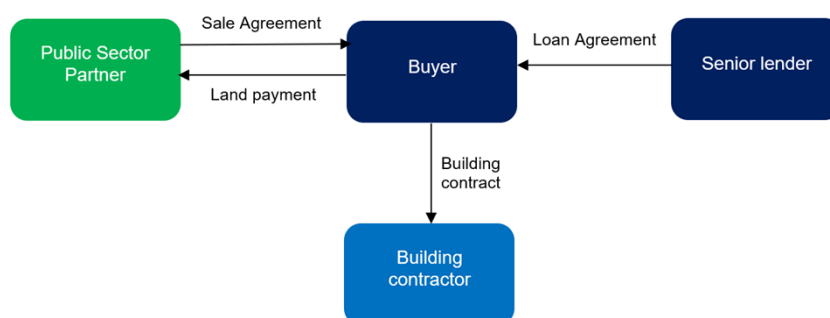 Sale Agreement
Public Sector
Partner
Land payment
Buyer
Loan Agreement
Senior lender
Building
contract
Building
contractor